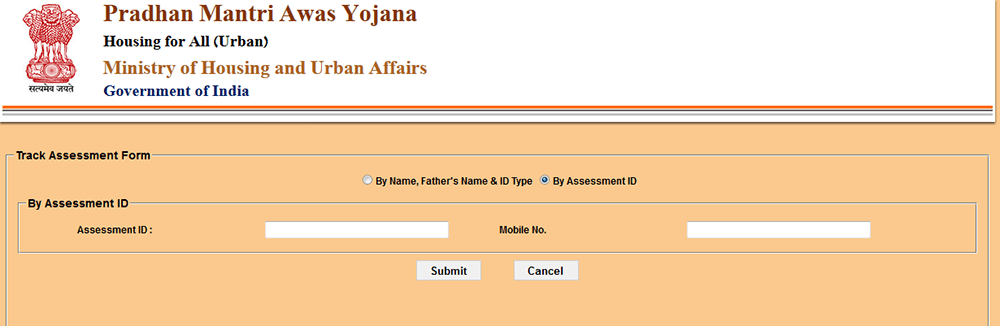 Pradhan Mantri Awas Yojana
Housing for All (Urban)
Ministry of Housing and Urban Affairs
Government of India
सत्यमेव जयते
Track Assessment Form
By Name, Father's Name & ID Type By Assessment ID
By Assessment ID
Assessment ID : Mobile No.
Submit Cancel